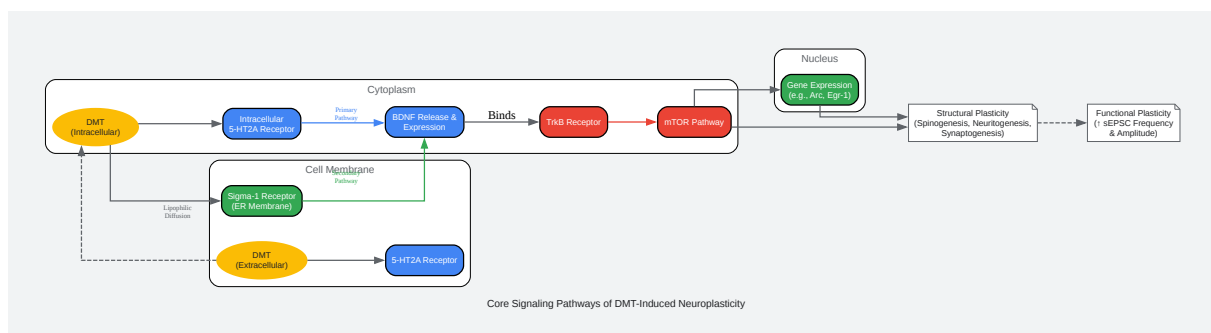 Nucleus
Gene Expression
(e.g., Arc, Egr-1)
Cytoplasm
DMT
(Intracellular)
Intracellular
5-HT2A Receptor
Primary
Pathway
BDNF Release &
Expression
Binds
TrkB Receptor
mTOR Pathway
Structural Plasticity
(Spinogenesis, Neuritogenesis,
Synaptogenesis)
Functional Plasticity
(↑ sEPSC Frequency
& Amplitude)
Cell Membrane
Secondary
Pathway
Sigma-1 Receptor
(ER Membrane)
Lipophilic
Diffusion
DMT
(Extracellular)
5-HT2A Receptor
Core Signaling Pathways of DMT-Induced Neuroplasticity